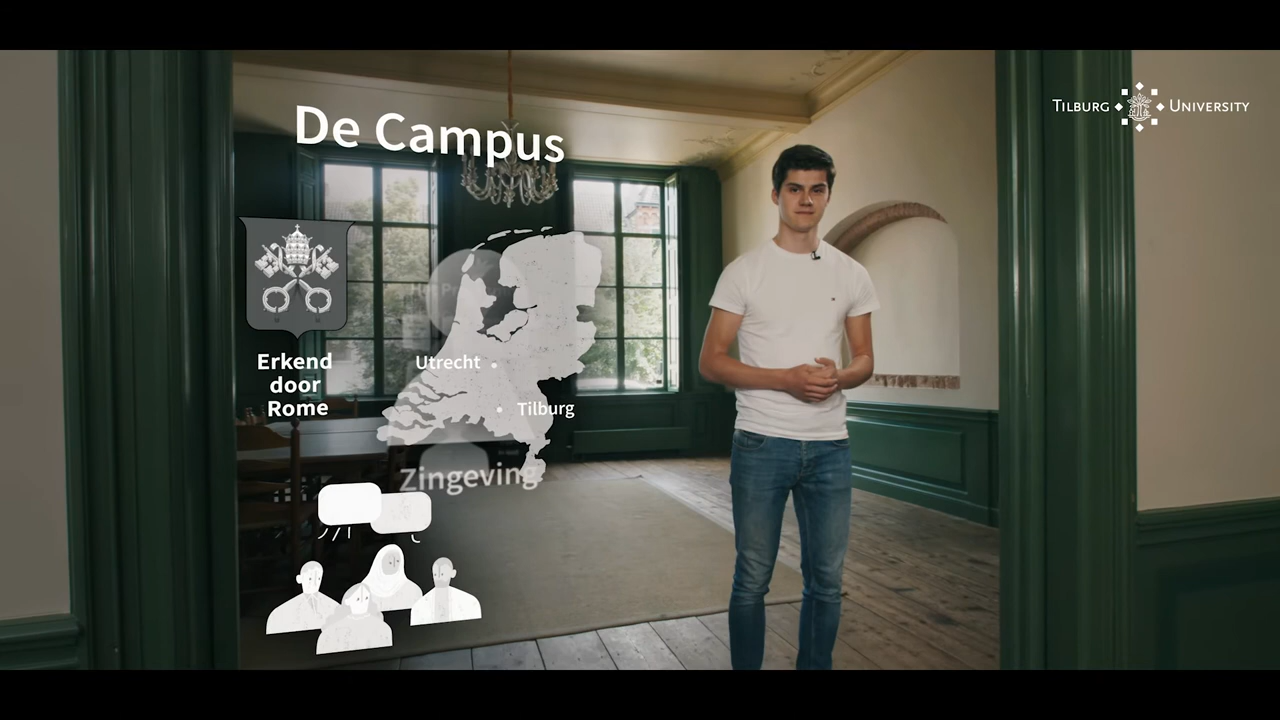 De Campus
TILBURG UNIVERSITY
Erkend
door
Rome
Utrecht
Tilburg
Zingeving